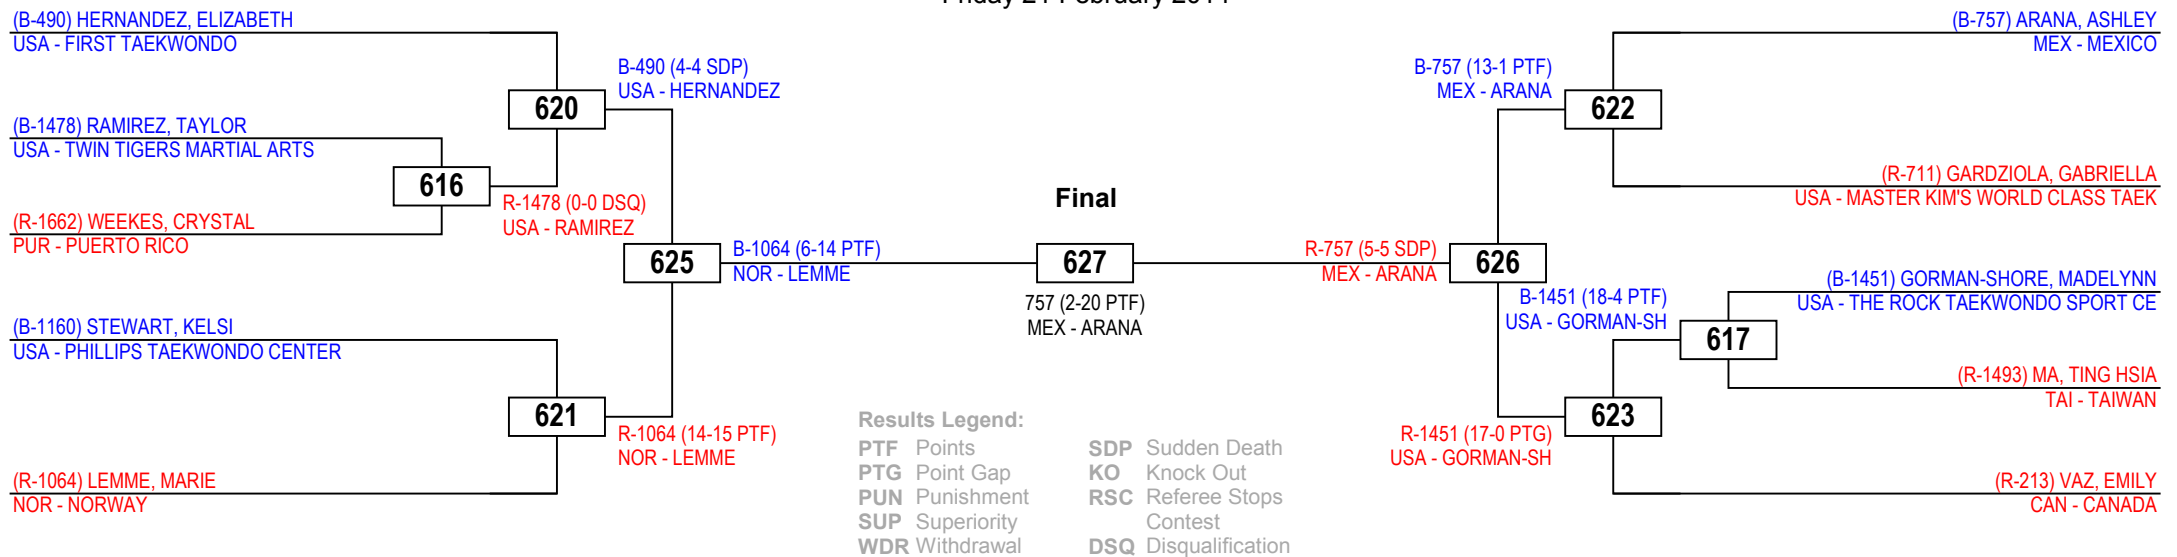 (B-490) HERNANDEZ, ELIZABETH
USA - FIRST TAEKWONDO
(B-1478) RAMIREZ, TAYLOR
USA - TWIN TIGERS MARTIAL ARTS
(R-1662) WEEKES, CRYSTAL
PUR - PUERTO RICO
(B-1160) STEWART, KELSI
USA - PHILLIPS TAEKWONDO CENTER
(R-1064) LEMME, MARIE
NOR - NORWAY
616
R-1478 (0-0 DSQ)
USA - RAMIREZ
620
B-490 (4-4 SDP)
USA - HERNANDEZ
621
R-1064 (14-15 PTF)
NOR - LEMME
625
B-1064 (6-14 PTF)
NOR - LEMME
Final
627
757 (2-20 PTF)
MEX - ARANA
R-757 (5-5 SDP)
MEX - ARANA
626
B-757 (13-1 PTF)
MEX - ARANA
622
(B-757) ARANA, ASHLEY
MEX - MEXICO
(R-711) GARDZIOLA, GABRIELLA
USA - MASTER KIM'S WORLD CLASS TAEK
B-1451 (18-4 PTF)
USA - GORMAN-SH
617
(B-1451) GORMAN-SHORE, MADELYNN
USA - THE ROCK TAEKWONDO SPORT CE
(R-1493) MA, TING HSIA
TAI - TAIWAN
R-1451 (17-0 PTG)
USA - GORMAN-SH
623
(R-213) VAZ, EMILY
CAN - CANADA
Results Legend:
PTF Points
PTG Point Gap
PUN Punishment
SUP Superiority
WDR Withdrawal
SDP Sudden Death
KO Knock Out
RSC Referee Stops
Contest
DSQ Disqualification